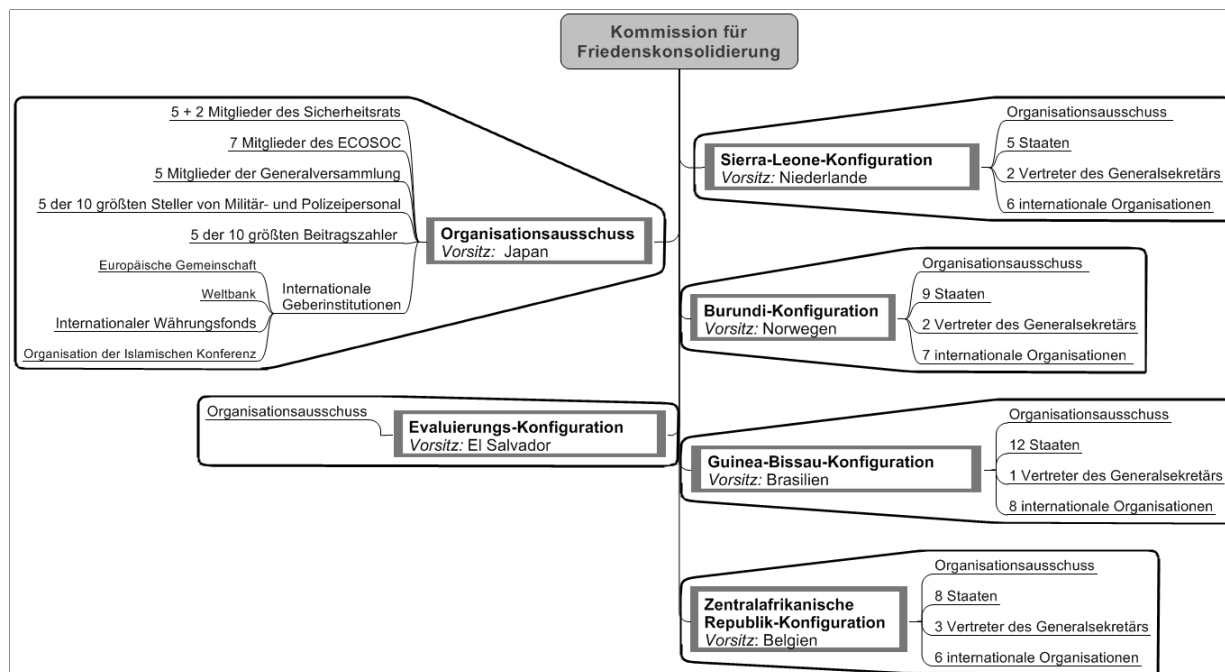 Kommission für
Friedenskonsolidierung
5 + 2 Mitglieder des Sicherheitsrats
7 Mitglieder des ECOSOC
5 Mitglieder der Generalversammlung
5 der 10 größten Steller von Militär- und Polizeipersonal
5 der 10 größten Beitragszahler
Europäische Gemeinschaft
Weltbank
Internationaler Währungsfonds
Organisation der Islamischen Konferenz
Internationale
Geberinstitutionen
Organisationsausschuss
Vorsitz: Japan
Sierra-Leone-Konfiguration
Vorsitz: Niederlande
Organisationsausschuss
5 Staaten
2 Vertreter des Generalsekretärs
6 internationale Organisationen
Burundi-Konfiguration
Vorsitz: Norwegen
Organisationsausschuss
9 Staaten
2 Vertreter des Generalsekretärs
7 internationale Organisationen
Organisationsausschuss
Evaluierungs-Konfiguration
Vorsitz: El Salvador
Guinea-Bissau-Konfiguration
Vorsitz: Brasilien
Organisationsausschuss
12 Staaten
1 Vertreter des Generalsekretärs
8 internationale Organisationen
Zentralafrikanische
Republik-Konfiguration
Vorsitz: Belgien
Organisationsausschuss
8 Staaten
3 Vertreter des Generalsekretärs
6 internationale Organisationen